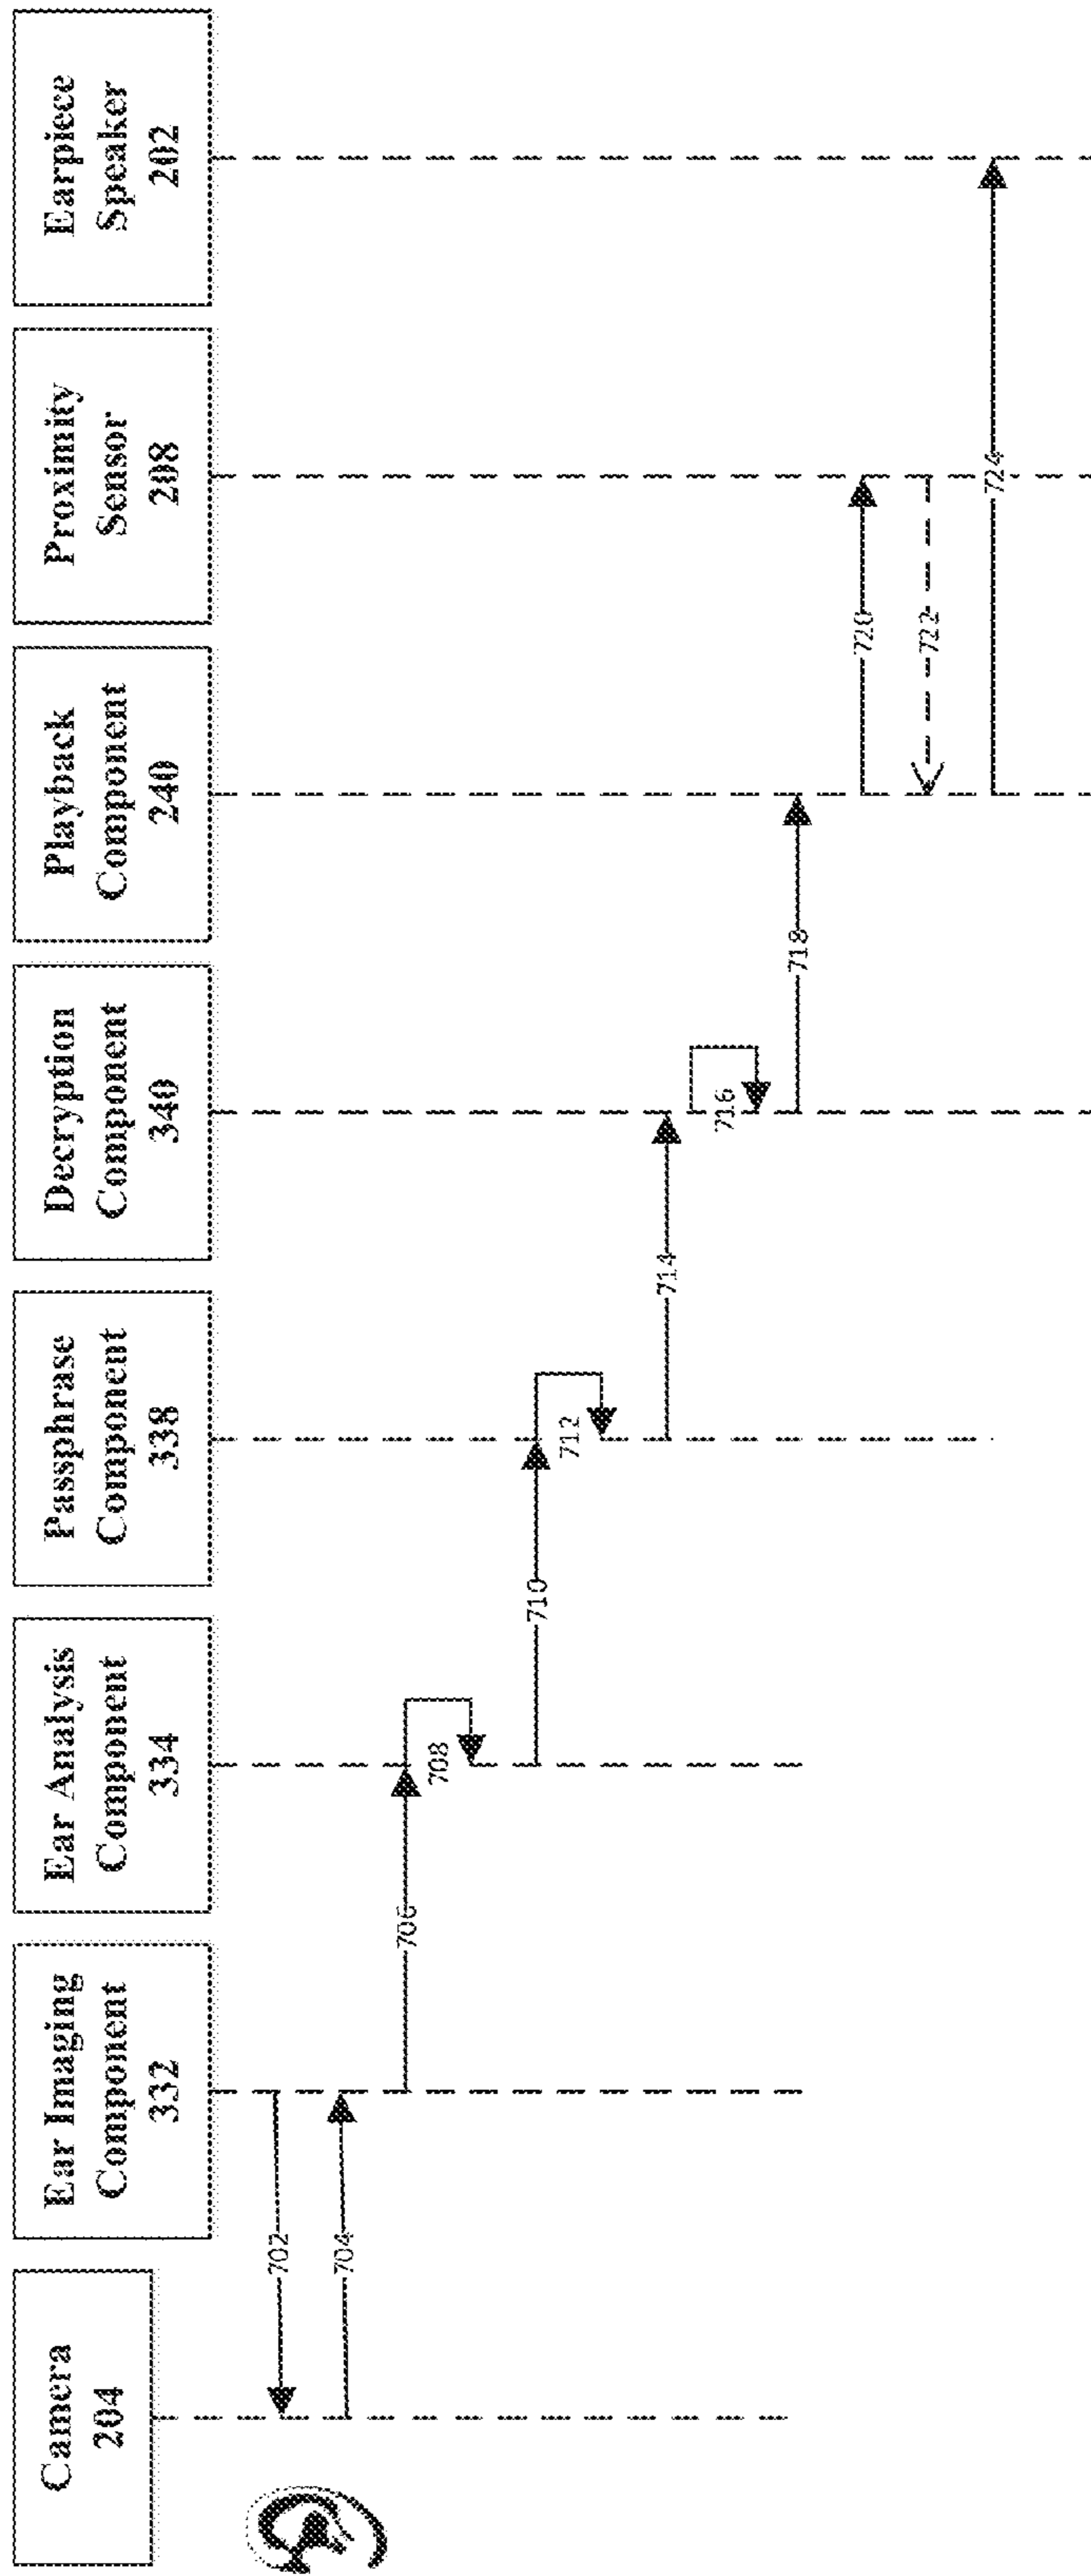 Camera
204
Ear Imaging
Component
332
Ear Analysis
Component
334
Passphrase
Component
338
Decryption
Component
340
Playback
Component
240
Proximity
Sensor
208
Earpiece
Speaker
202
702
704
706
708
710
712
714
716
718
720
722
724